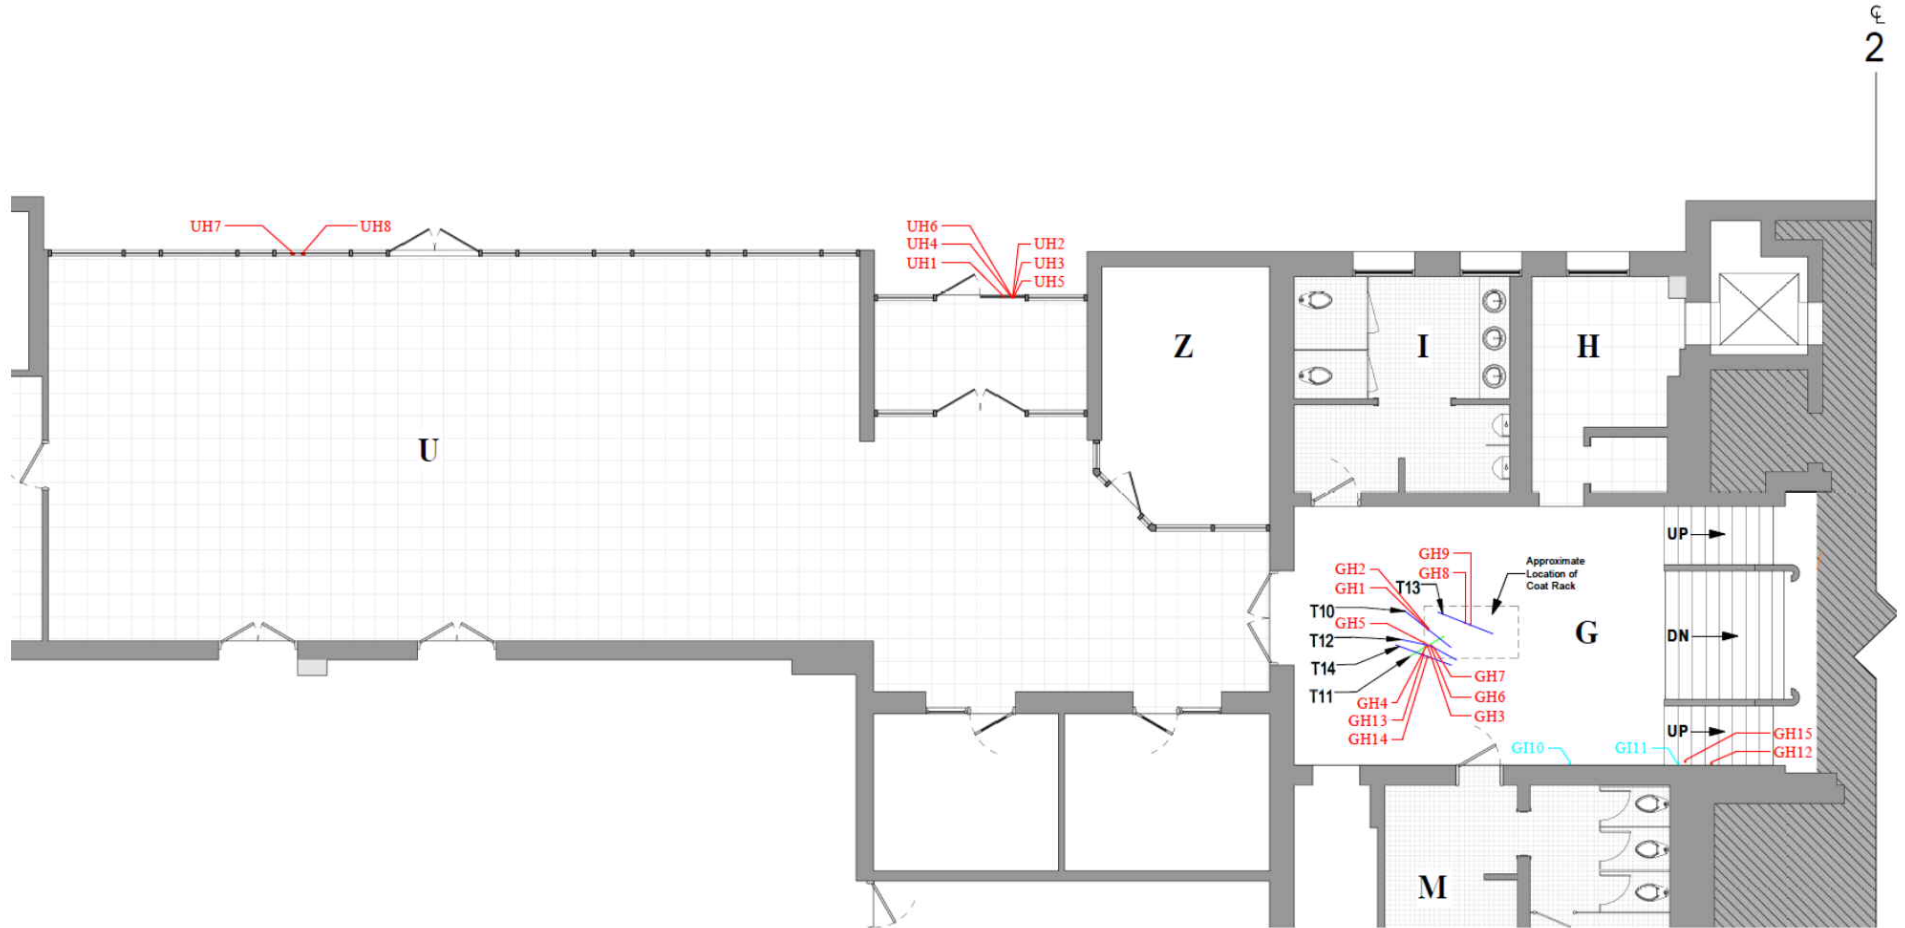 ℄
2
UH7
UH8
UH6
UH4
UH1
UH2
UH3
UH5
Z
I
H
U
UP
GH9
GH2
GH8
GH1
T13
Approximate
Location of
Coat Rack
T10
GH5
T12
G
DN
T14
T11
GH7
GH4
GH6
GH13
GH3
GH14
UP
GI10
GI11
GH15
GH12
M